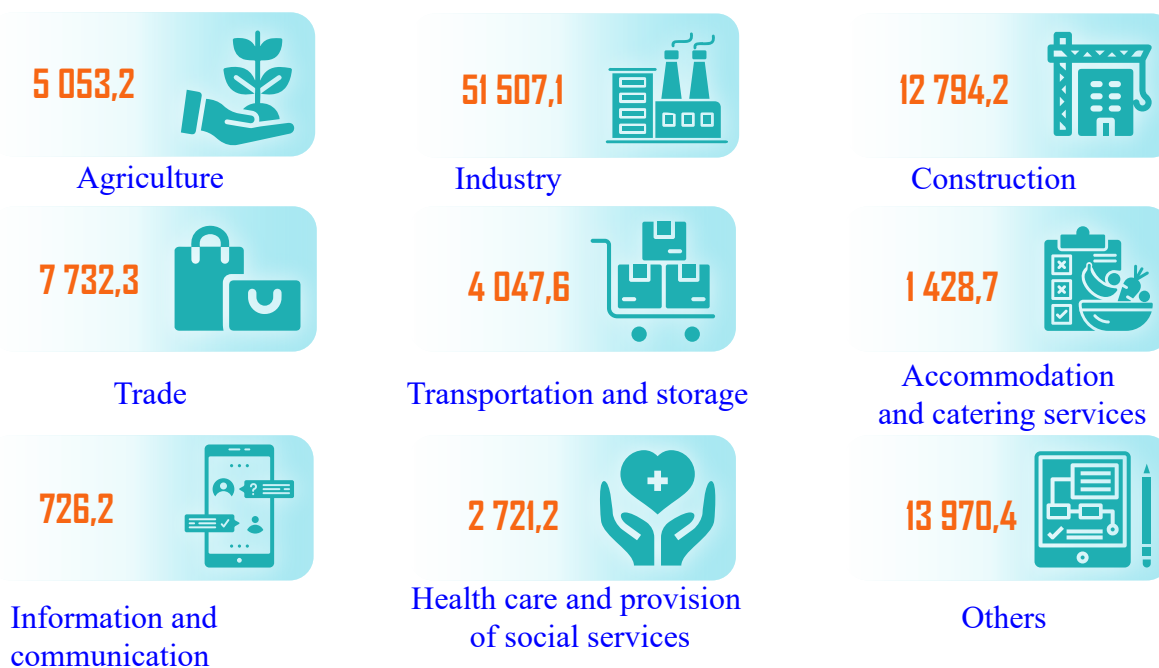 5 053,2
Agriculture
51 507,1
Industry
12 794,2
Construction
7 732,3
Trade
4 047,6
Transportation and storage
1 428,7
Accommodation
and catering services
726,2
?
Information and
communication
2 721,2
Health care and provision
of social services
13 970,4
Others